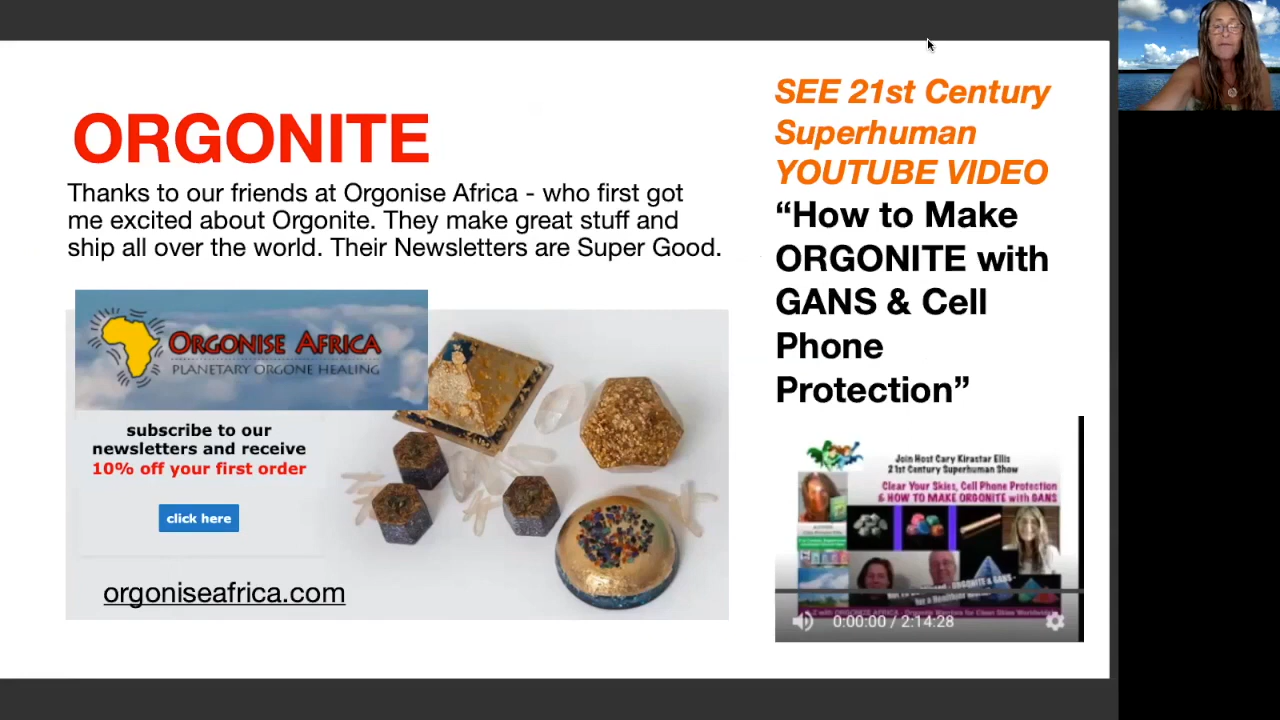 ORGONITE
Thanks to our friends at Orgonise Africa - who first got
me excited about Orgonite. They make great stuff and
ship all over the world. Their Newsletters are Super Good.
ORGONISE AFRICA
PLANETARY ORGONE HEALING
subscribe to our
newsletters and receive
10% off your first order
click here
orgoniseafrica.com
SEE 21st Century
Superhuman
YOUTUBE VIDEO
“How to Make
ORGONITE with
GANS & Cell
Phone
Protection”
Join Host Cary Kirastar Ellis
21st Century Superhuman Show
Clear Your Skies, Cell Phone Protection
& HOW TO MAKE ORGONITE with GANS
ORGONITE & GANS -
for a
0:00:00 / 2:14:28